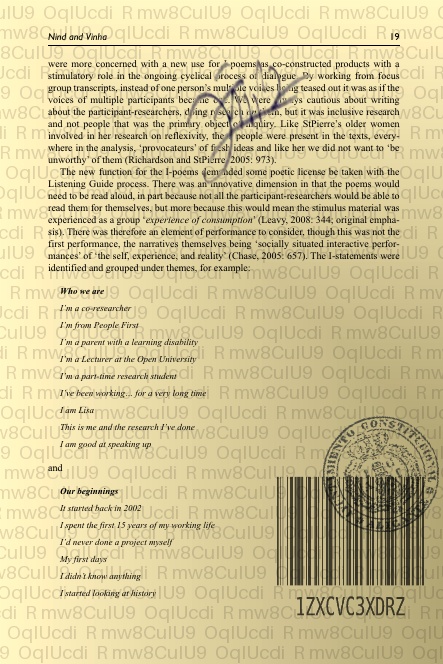 Nind and Vinha 19
were more concerned with a new use for I poems as co-constructed products with a
stimulatory role in the ongoing cyclical process of dialogue. By working from focus
group transcripts, instead of one person's multiple voices being teased out it was as if the
voices of multiple participants became one. We were always cautious about writing
about the participant-researchers, making research on them, but it was inclusive research
and not people that was the primary object of inquiry. Like StPierre's older women
involved in her research on reflexivity, the people were present in the texts, every-
where in the analysis, 'provocateurs' of fresh ideas and like her we did not want to 'be
unworthy' of them (Richardson and StPierre, 2005: 973).
The new function for the I-poems demanded some poetic license be taken with the
Listening Guide process. There was an innovative dimension in that the poems would
need to be read aloud, in part because not all the participant-researchers would be able to
read them for themselves, but more because this would mean the stimulus material was
experienced as a group 'experience of consumption' (Leavy, 2008: 344; original empha-
sis). There was therefore an element of performance to consider, though this was not the
first performance, the narratives themselves being 'socially situated interactive perfor-
mances' of 'the self, experience, and reality' (Chase, 2005: 657). The I-statements were
identified and grouped under themes, for example:
Who we are
I'm a co-researcher
I'm from People First
I'm a parent with a learning disability
I'm a Lecturer at the Open University
I'm a part-time research student
I've been working... for a very long time
I am Lisa
This is me and the research I've done
I am good at speaking up
and
Our beginnings
It started back in 2002
I spent the first 15 years of my working life
I'd never done a project myself
My first days
I didn't know anything
I started looking at history
1ZXCVC3XDRZ